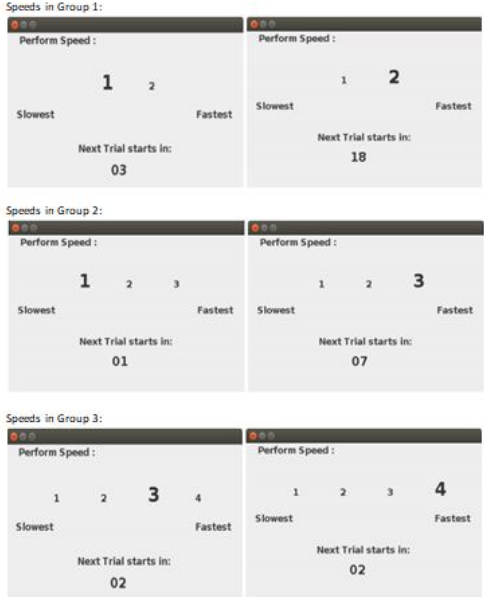 Speeds in Group 1:
Perform Speed :
1 2
Slowest Fastest
Next Trial starts in:
03
Perform Speed :
1 2
Slowest Fastest
Next Trial starts in:
18
Speeds in Group 2:
Perform Speed :
1 2 3
Slowest Fastest
Next Trial starts in:
01
Perform Speed :
1 2 3
Slowest Fastest
Next Trial starts in:
07
Speeds in Group 3:
Perform Speed :
1 2 3 4
Slowest Fastest
Next Trial starts in:
02
Perform Speed :
1 2 3 4
Slowest Fastest
Next Trial starts in:
02